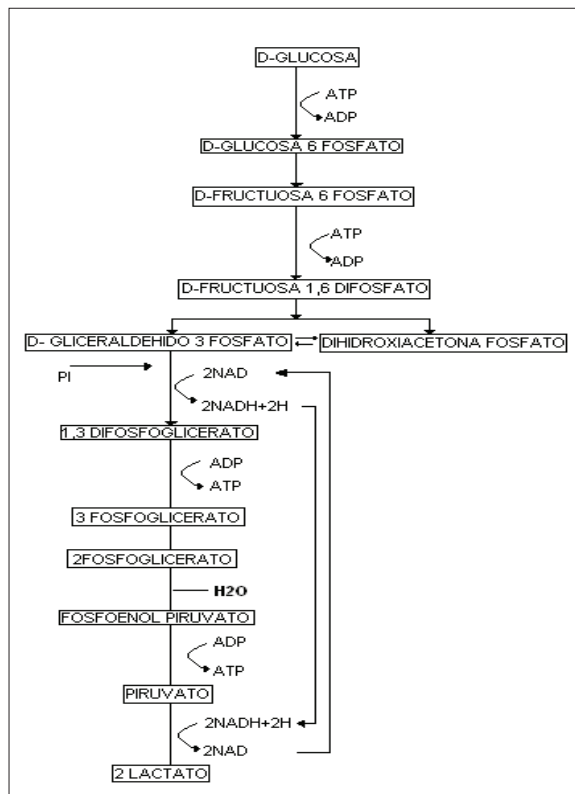 D-GLUCOSA
ATP
ADP
D-GLUCOSA 6 FOSFATO
D-FRUCTUOSA 6 FOSFATO
ATP
ADP
D-FRUCTUOSA 1,6 DIFOSFATO
D- GLICERALDEHIDO 3 FOSFATO
DIHIDROXIACETONA FOSFATO
PI
2NAD
2NADH+2H
1,3 DIFOSFOGLICERATO
ADP
ATP
3 FOSFOGLICERATO
2FOSFOGLICERATO
H2O
FOSFOENOL PIRUVATO
ADP
ATP
PIRUVATO
2NADH+2H
2NAD
2 LACTATO